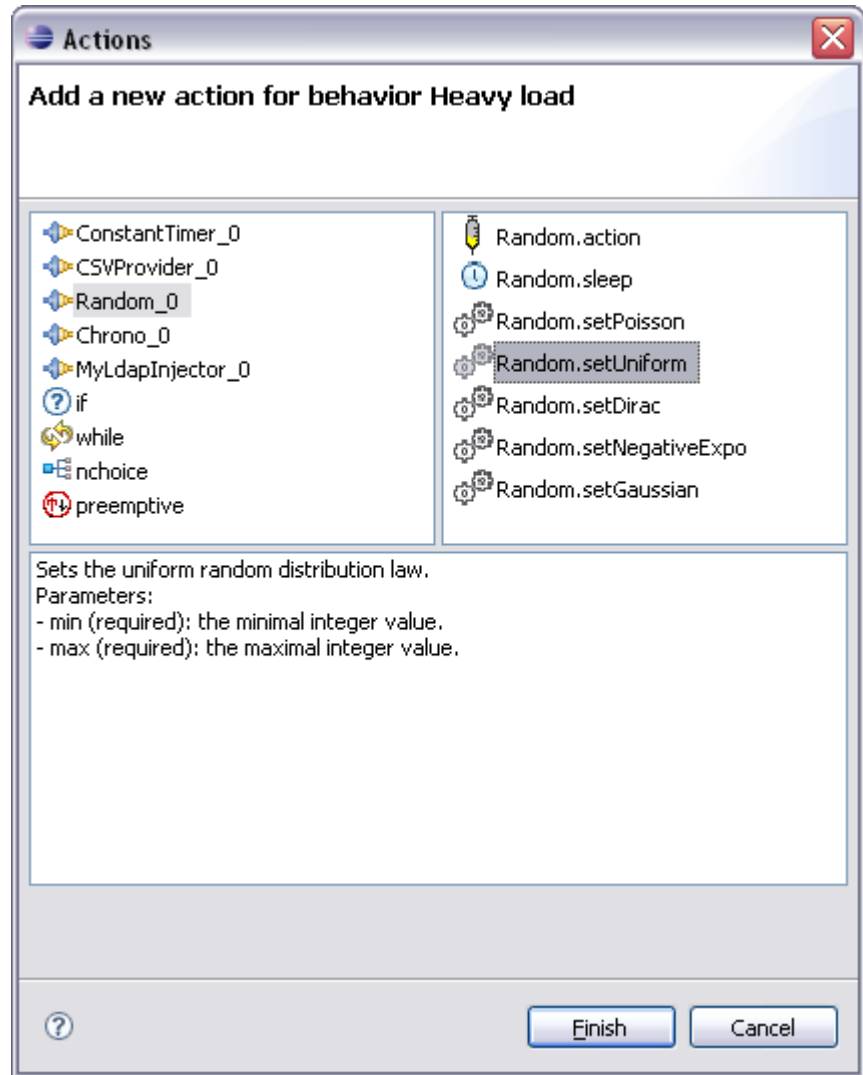 Actions
Add a new action for behavior Heavy load
ConstantTimer_0
CSVProvider_0
Random_0
Chrono_0
MyLdapInjector_0
if
while
nchoice
preemptive
Random.action
Random.sleep
Random.setPoisson
Random.setUniform
Random.setDirac
Random.setNegativeExpo
Random.setGaussian
Sets the uniform random distribution law.
Parameters:
- min (required): the minimal integer value.
- max (required): the maximal integer value.
Finish
Cancel